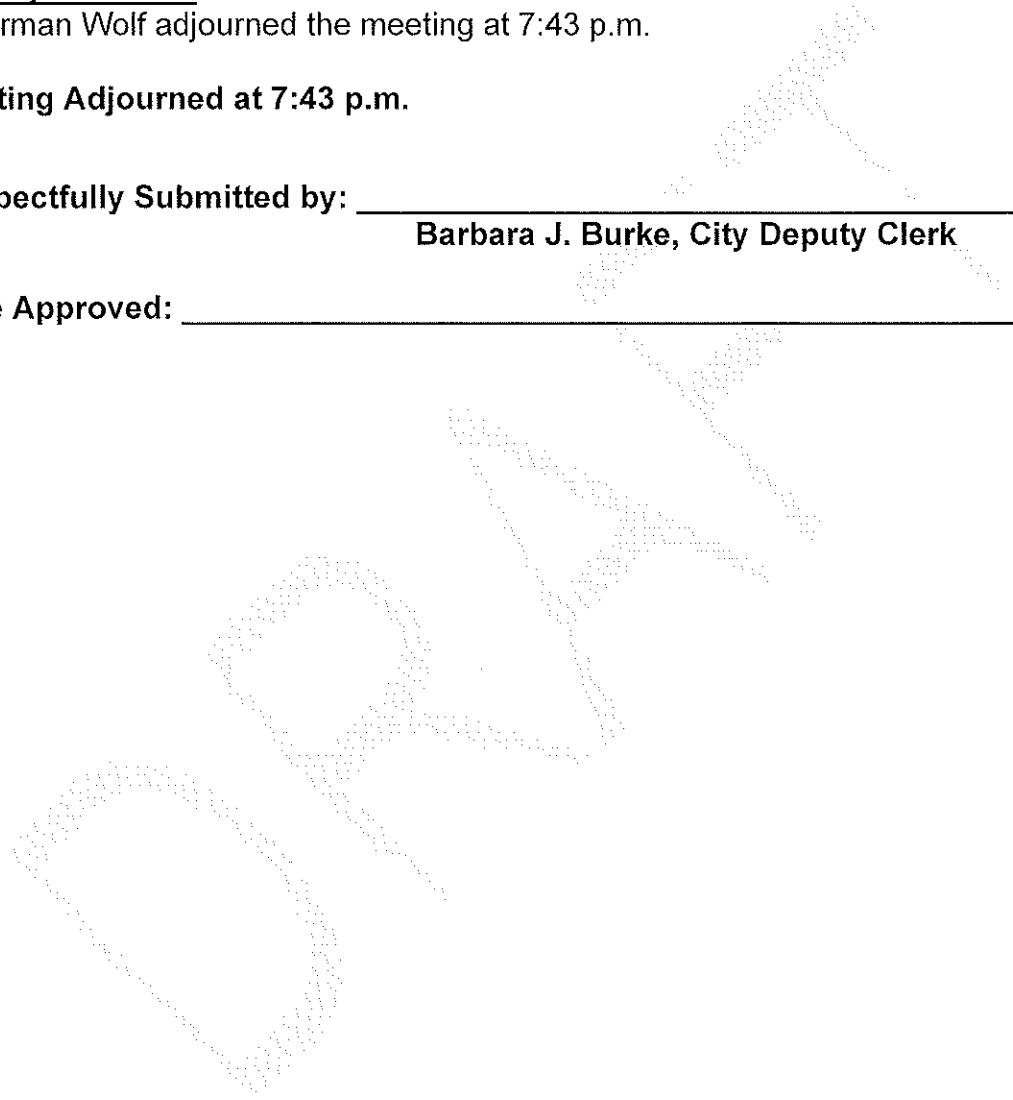 rman Wolf adjourned the meeting at 7:43 p.m.
ting Adjourned at 7:43 p.m.
pectfully Submitted by:
Barbara J. Burke, City Deputy Clerk
e Approved:
DRAFT